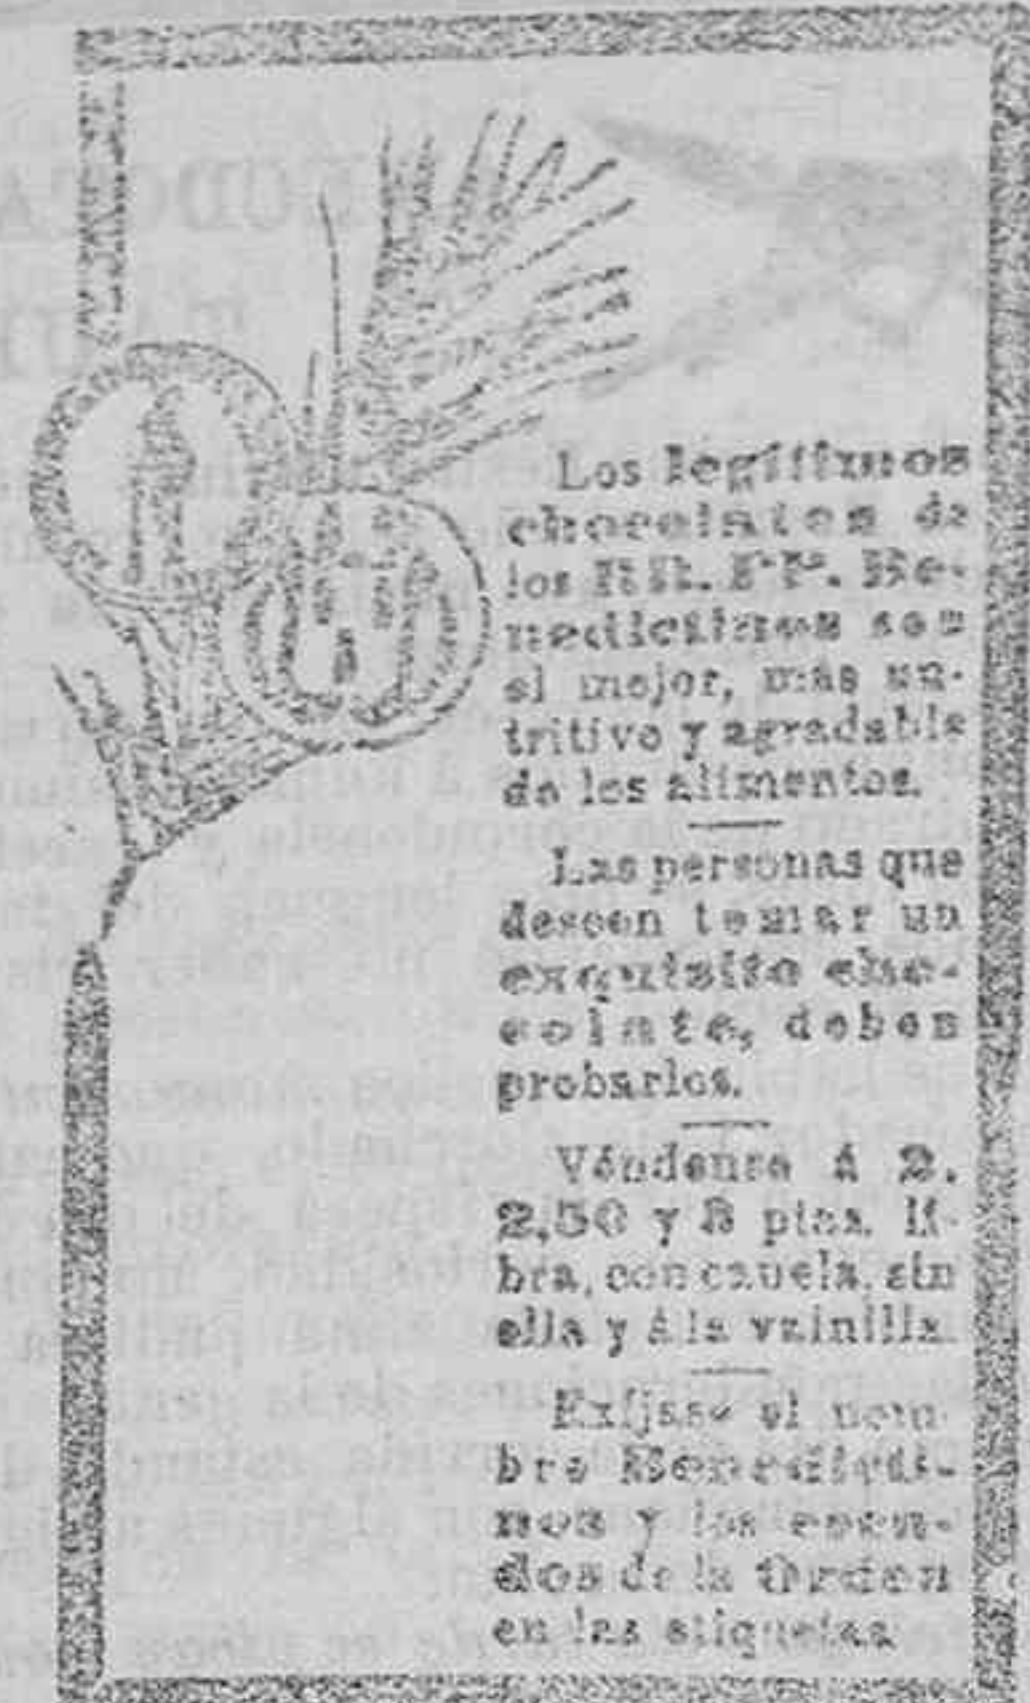 Los legítimos
chocolates de
los RR. PP. Be-
nedictinos son
el mejor, más nu-
tritivo y agradable
de los alimentos.
Las personas que
deseen tomar un
exquisito cho-
colate, deben
probarlos.
Véndense á 2.
2,50 y 3 ptas. li-
bra, con canela, sin
ella y á la vainilla.
Exíjase el nom-
bre Benedicti-
nos y los escu-
dos de la Orden
en las etiquetas